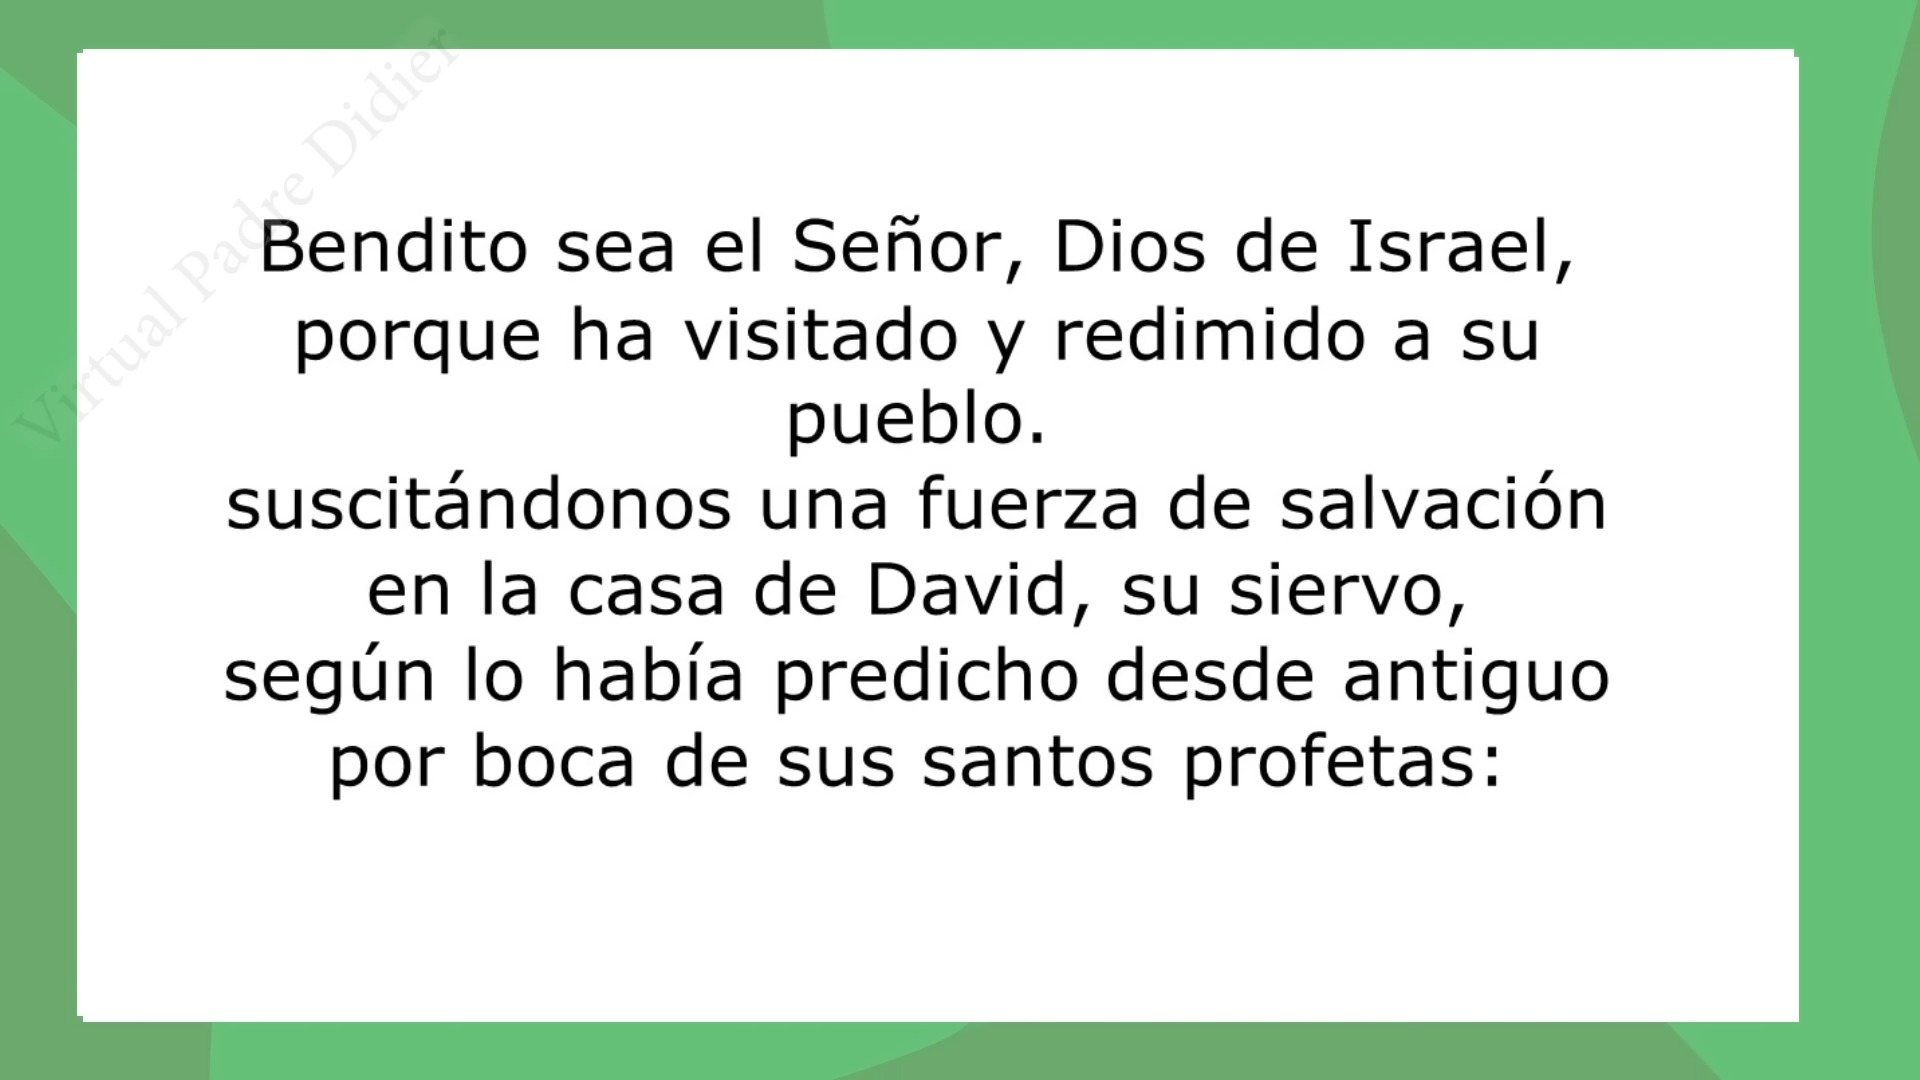 Virtual Padre Didier
Bendito sea el Señor, Dios de Israel,
porque ha visitado y redimido a su
pueblo.
suscitándonos una fuerza de salvación
en la casa de David, su siervo,
según lo había predicho desde antiguo
por boca de sus santos profetas: